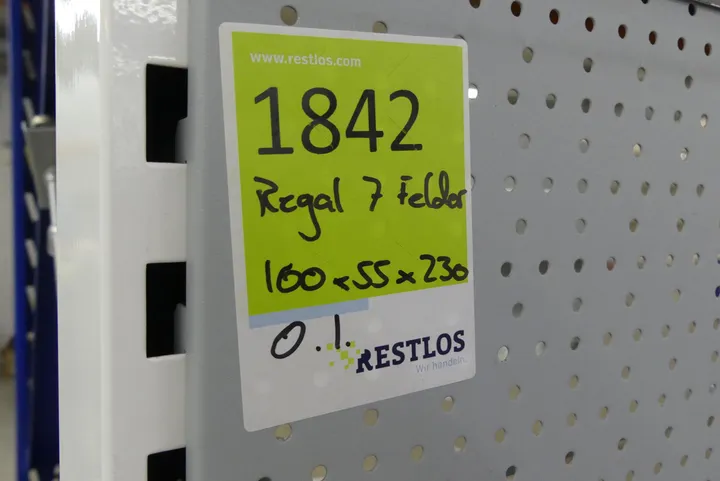 www.restlos.com
1842
Regal 7 Felder
100 x 55 x 230
O.I.
RESTLOS
Wir handeln.